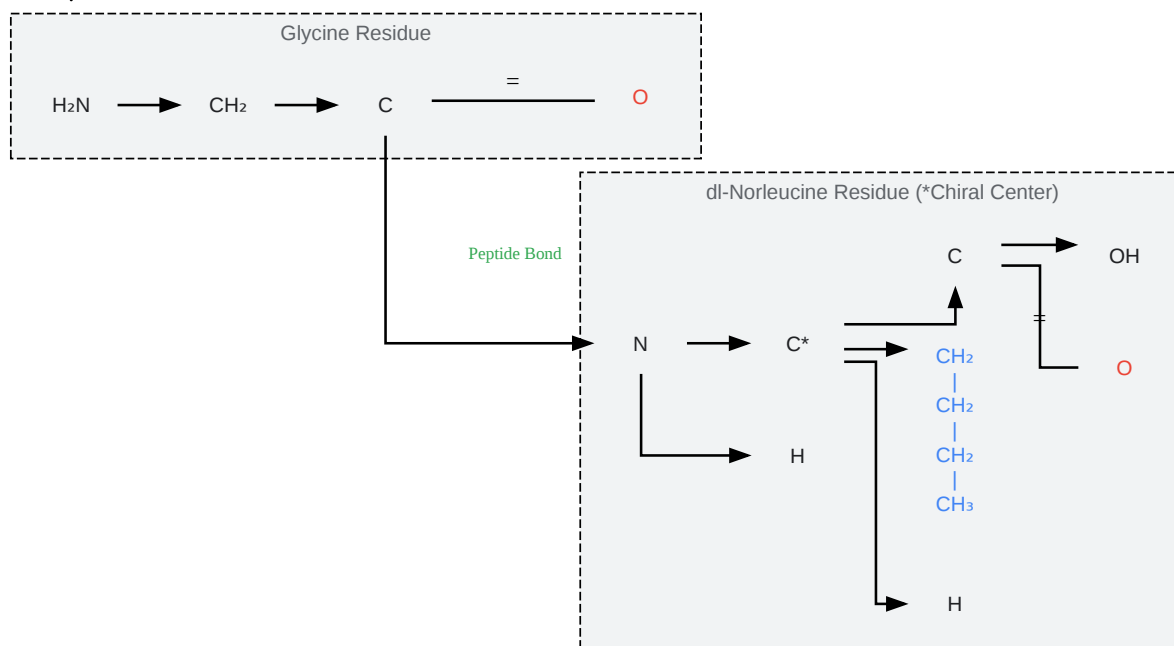 Glycine Residue
=
H₂N CH₂ C O
dl-Norleucine Residue (*Chiral Center)
Peptide Bond
C OH
=
N C* CH₂
|
O
CH₂
|
H CH₂
|
CH₃
H